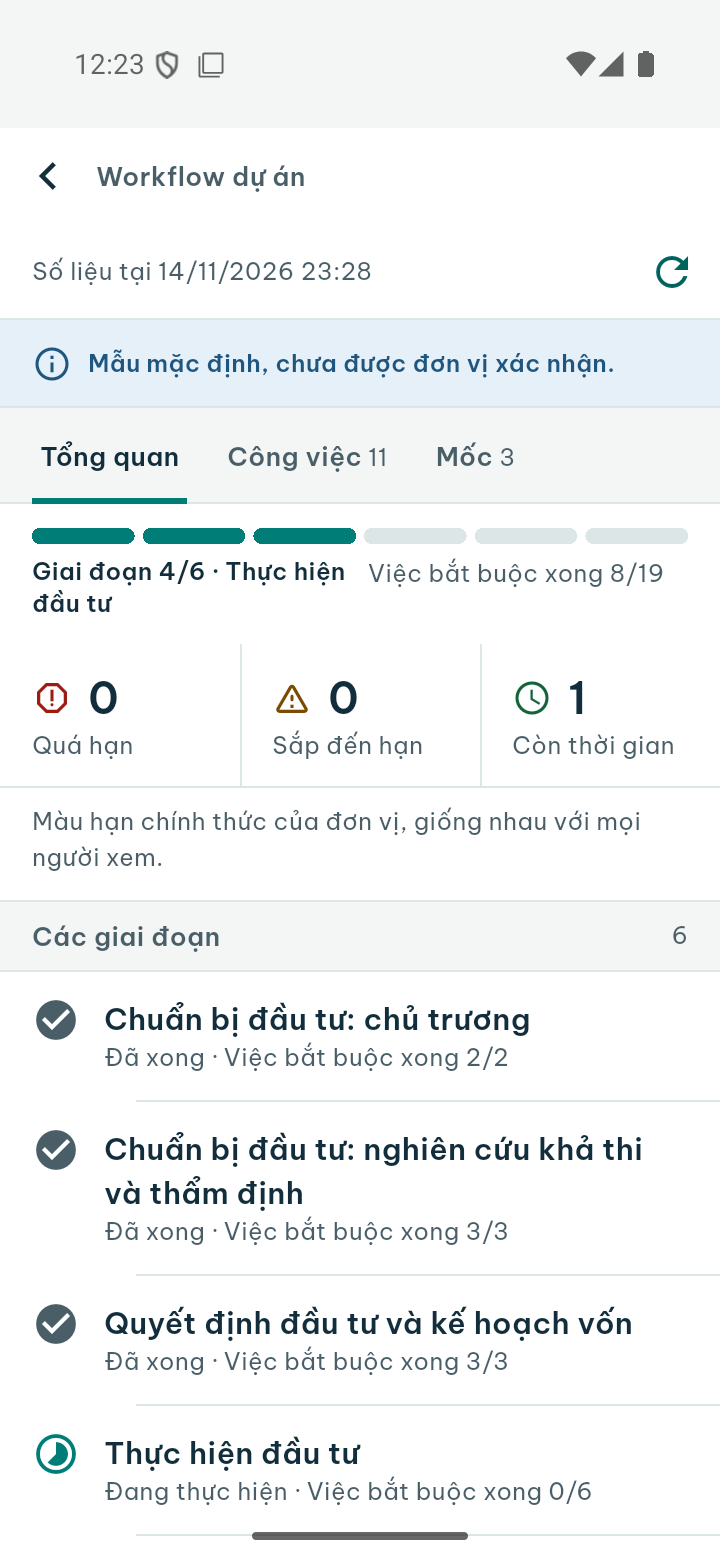 12:23
Workflow dự án
Số liệu tại 14/11/2026 23:28
Mẫu mặc định, chưa được đơn vị xác nhận.
Tổng quan
Công việc 11
Mốc 3
Giai đoạn 4/6 · Thực hiện
đầu tư
Việc bắt buộc xong 8/19
0
Quá hạn
0
Sắp đến hạn
1
Còn thời gian
Màu hạn chính thức của đơn vị, giống nhau với mọi
người xem.
Các giai đoạn 6
Chuẩn bị đầu tư: chủ trương
Đã xong · Việc bắt buộc xong 2/2
Chuẩn bị đầu tư: nghiên cứu khả thi
và thẩm định
Đã xong · Việc bắt buộc xong 3/3
Quyết định đầu tư và kế hoạch vốn
Đã xong · Việc bắt buộc xong 3/3
Thực hiện đầu tư
Đang thực hiện · Việc bắt buộc xong 0/6